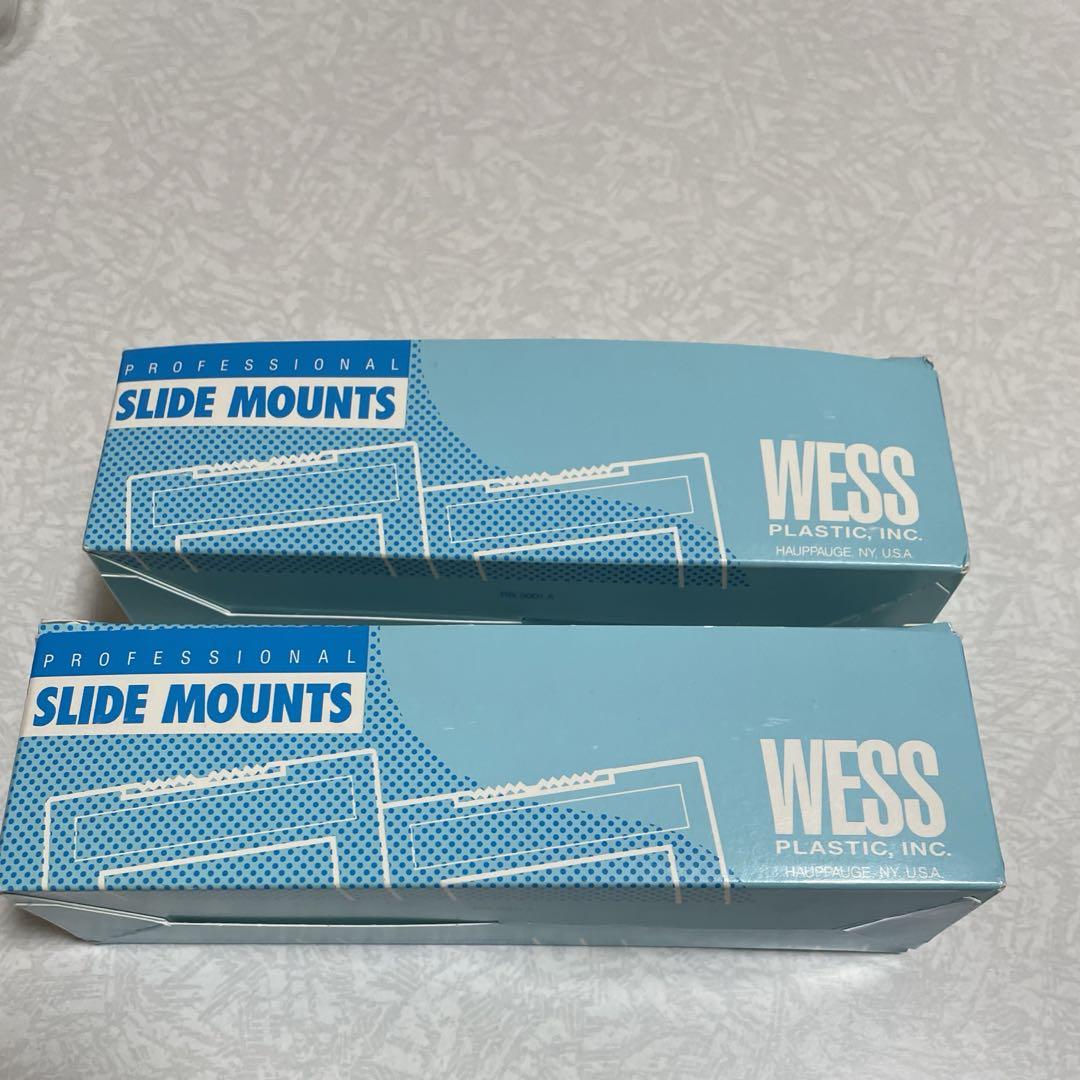 PROFESSIONAL
SLIDE MOUNTS
WESS
PLASTIC, INC.
HAUPPAUGE, NY, U.S.A.
PROFESSIONAL
SLIDE MOUNTS
WESS
PLASTIC, INC.
HAUPPAUGE, NY, U.S.A.